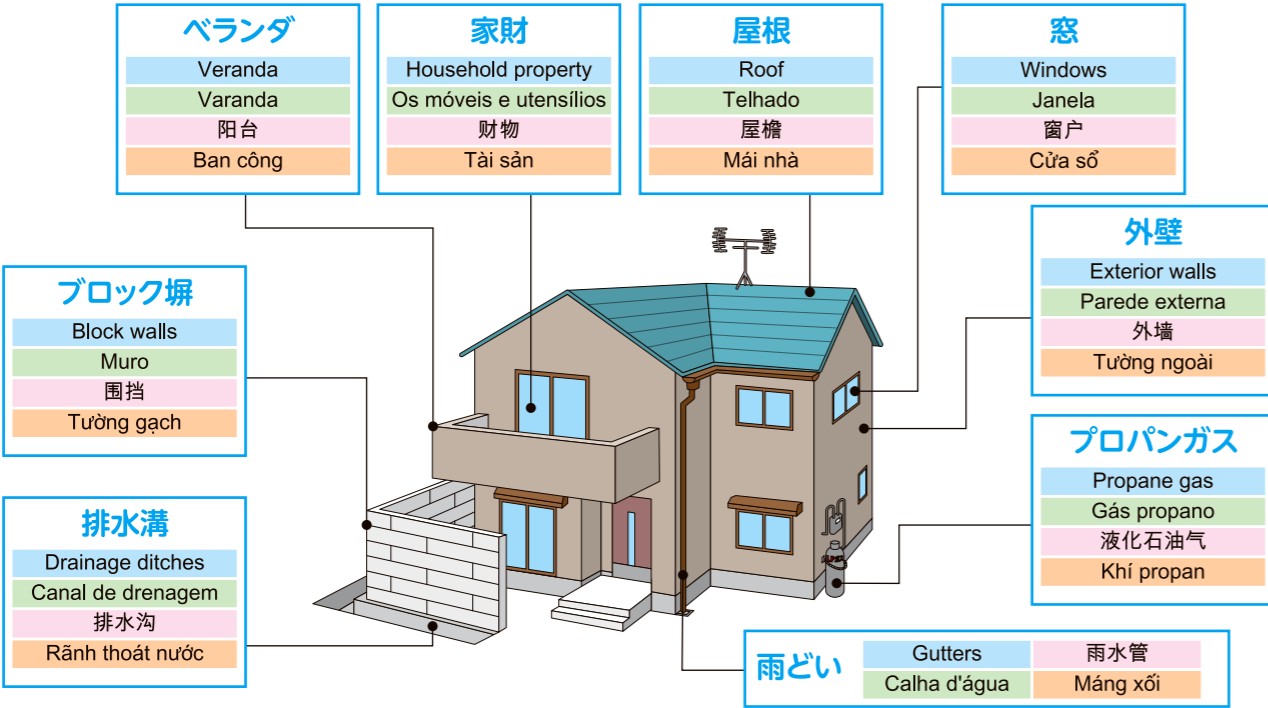 ベランダ
Veranda
Varanda
阳台
Ban công
家財
Household property
Os móveis e utensílios
财物
Tài sản
屋根
Roof
Telhado
屋檐
Mái nhà
窓
Windows
Janela
窗户
Cửa sổ
外壁
Exterior walls
Parede externa
外墙
Tường ngoài
ブロック塀
Block walls
Muro
围挡
Tường gạch
プロパンガス
Propane gas
Gás propano
液化石油气
Khí propan
排水溝
Drainage ditches
Canal de drenagem
排水沟
Rãnh thoát nước
雨どい
Gutters
雨水管
Calha d'água
Máng xối